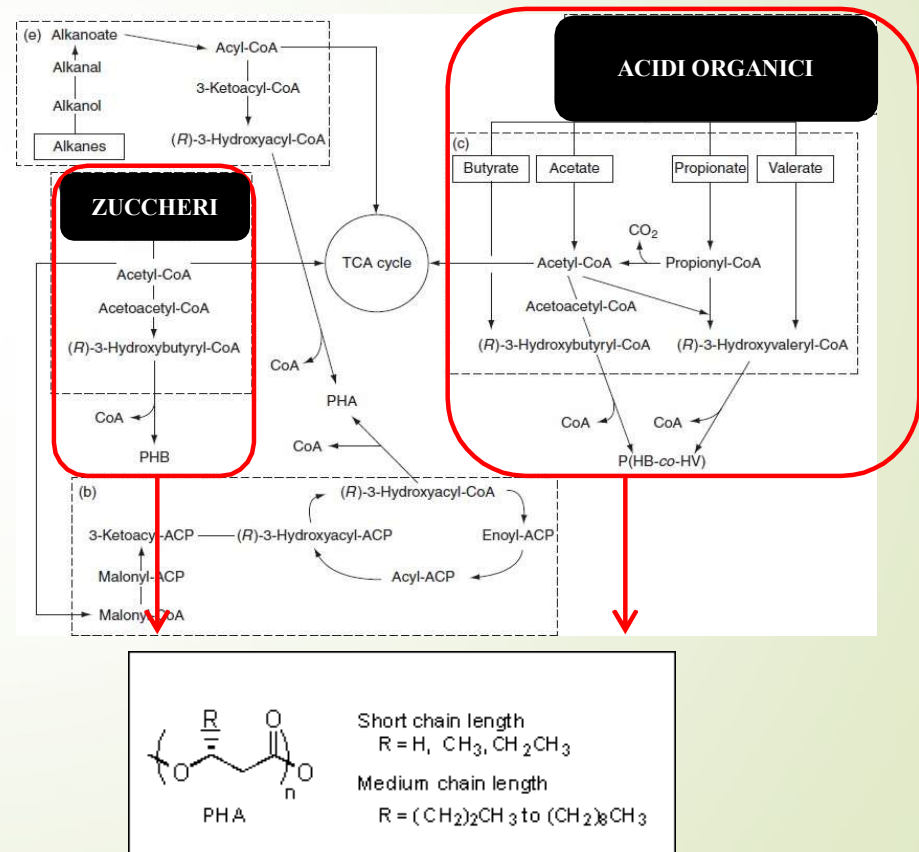 (e) Alkanoate
Acyl-CoA
Alkanal
3-Ketoacyl-CoA
Alkanol
(R)-3-Hydroxyacyl-CoA
Alkanes
ACIDI ORGANICI
(c)
Butyrate Acetate Propionate Valerate
ZUCCHERI
CO2
TCA cycle
Acetyl-CoA Propionyl-CoA
Acetyl-CoA
Acetoacetyl-CoA
Acetoacetyl-CoA
(R)-3-Hydroxybutyryl-CoA
(R)-3-Hydroxybutyryl-CoA (R)-3-Hydroxyvaleryl-CoA
CoA
PHA
CoA
CoA CoA
CoA
PHB
P(HB-co-HV)
(b)
(R)-3-Hydroxyacyl-CoA
3-Ketoacyl-ACP (R)-3-Hydroxyacyl-ACP Enoyl-ACP
Malonyl-ACP
Acyl-ACP
Malonyl-CoA
R O
O O
n
PHA
Short chain length
R = H, CH3, CH2CH3
Medium chain length
R = (CH2)2CH3 to (CH2)8CH3